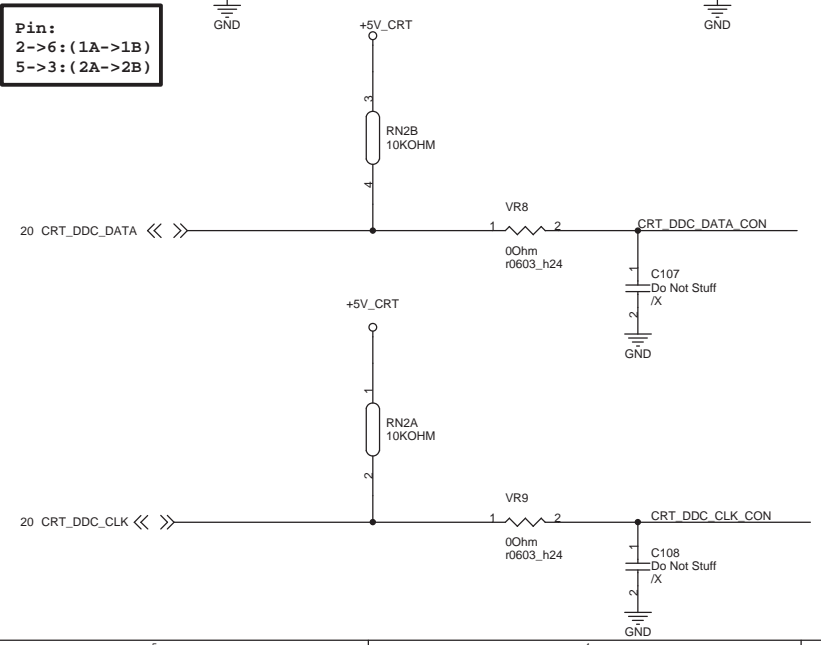 GND
GND
Pin:
2->6:(1A->1B)
5->3:(2A->2B)
+5V_CRT
3
RN2B
10KOHM
4
20 CRT_DDC_DATA
VR8
1 2
0Ohm
r0603_h24
CRT_DDC_DATA_CON
1
C107
Do Not Stuff
/X
2
GND
+5V_CRT
1
RN2A
10KOHM
2
20 CRT_DDC_CLK
VR9
1 2
0Ohm
r0603_h24
CRT_DDC_CLK_CON
1
C108
Do Not Stuff
/X
2
GND